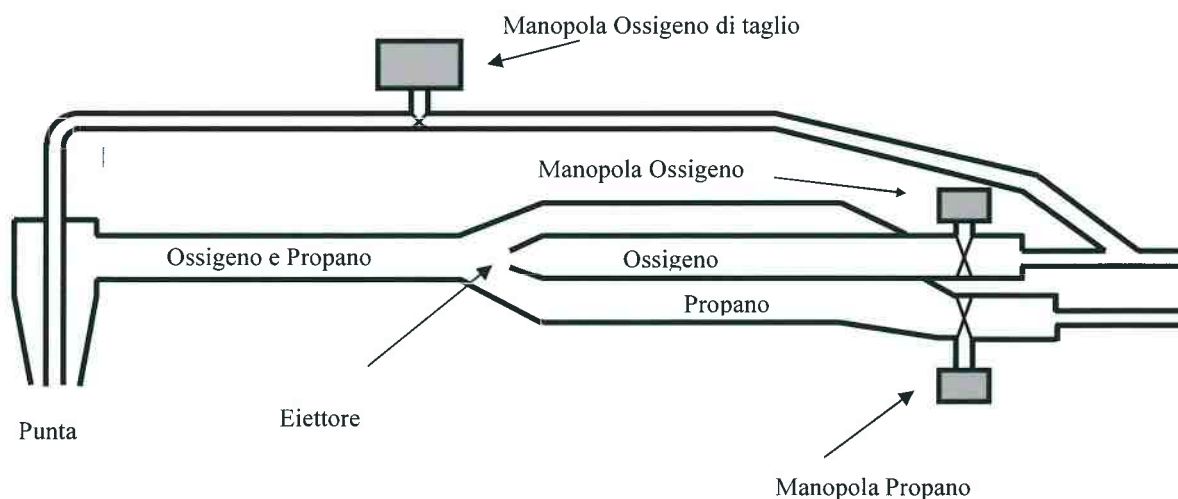 Manopola Ossigeno di taglio
Manopola Ossigeno
Ossigeno e Propano
Ossigeno
Propano
Eiettore
Punta
Manopola Propano